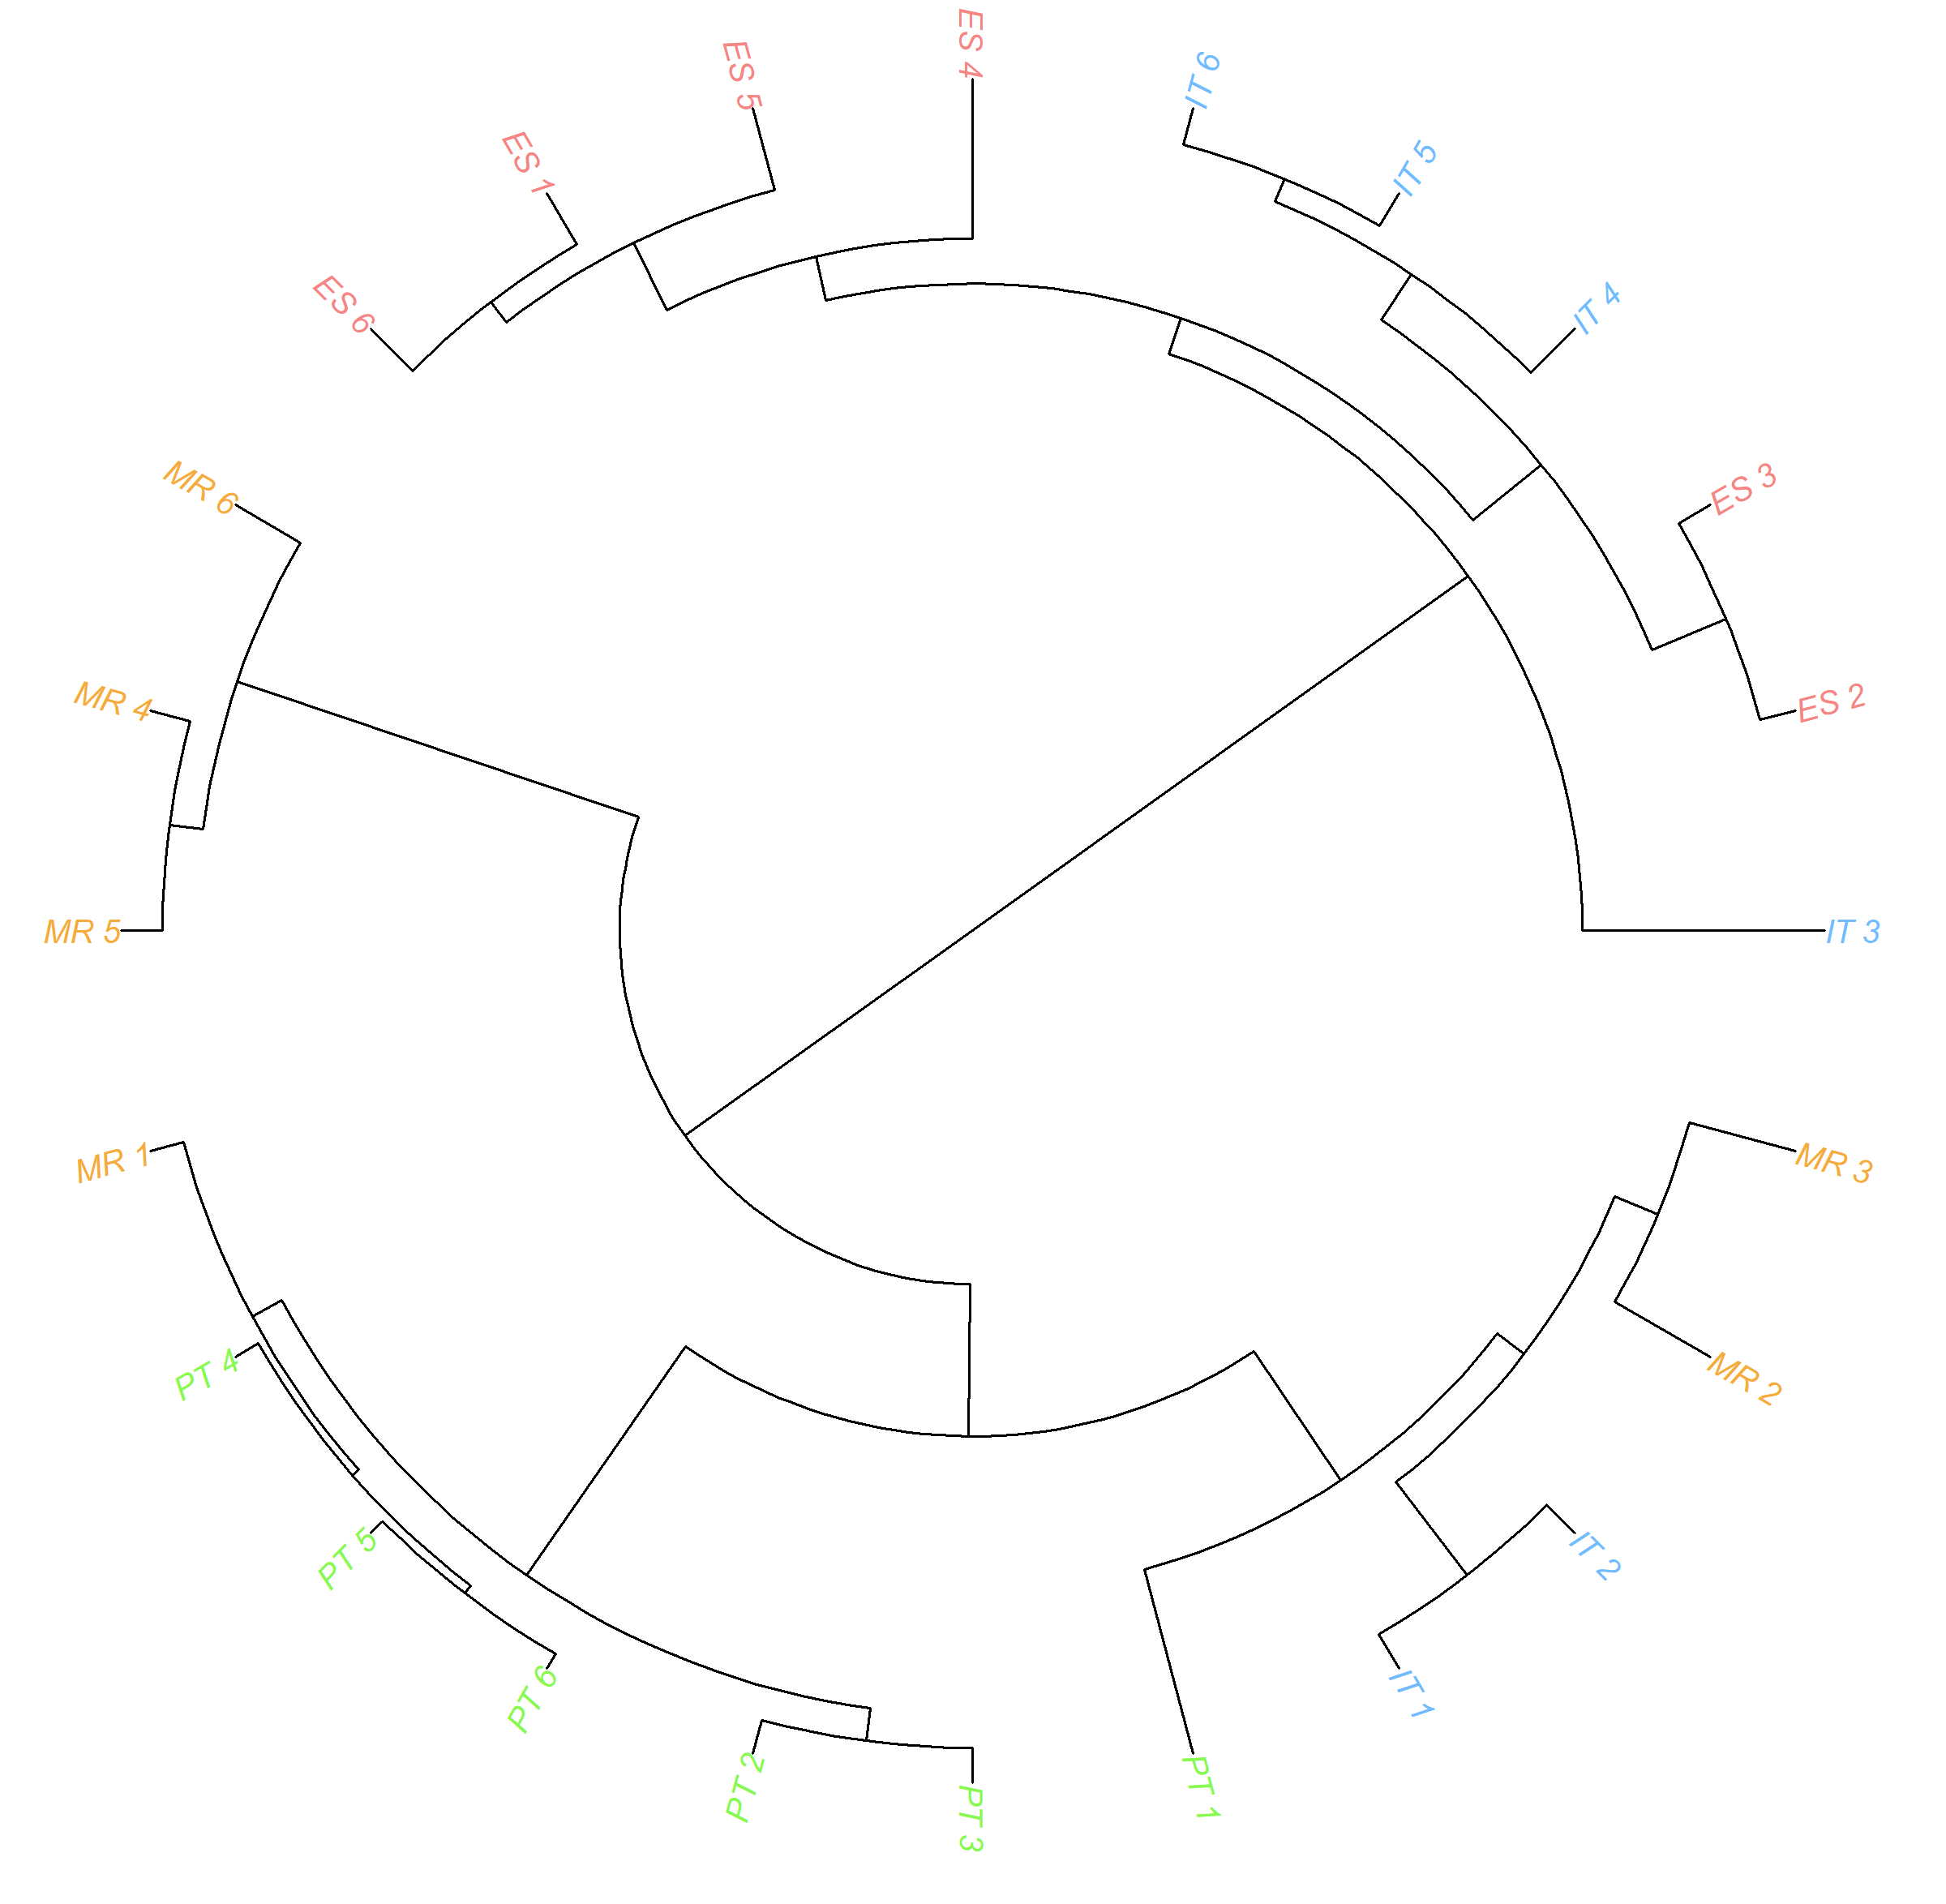 ES 4
ES 5
IT 6
ES 1
IT 5
ES 6
IT 4
MR 6
ES 3
MR 4
ES 2
MR 5
IT 3
MR 1
MR 3
PT 4
MR 2
PT 5
IT 2
PT 6
IT 1
PT 2
PT 3
PT 1